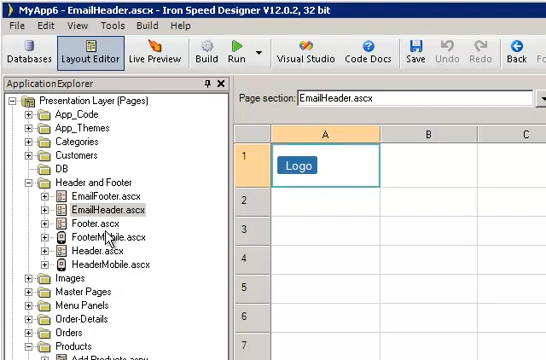 MyApp6 - EmailHeader.ascx - Iron Speed Designer V12.0.2, 32 bit
File Edit View Tools Build Help
Databases Layout Editor Live Preview Build Run Visual Studio Code Docs Save Undo Redo Back
ApplicationExplorer
Page section: EmailHeader.ascx
Presentation Layer (Pages)
App_Code
App_Themes
Categories
Customers
DB
Header and Footer
EmailFooter.ascx
EmailHeader.ascx
Footer.ascx
FooterMobile.ascx
Header.ascx
HeaderMobile.ascx
Images
Master Pages
Menu Panels
Order-Details
Orders
Products
Add Products.aspx
A B C
1 Logo
2
3
4
5
6
7